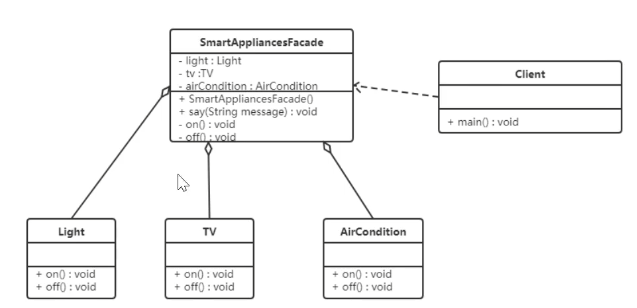 SmartAppliancesFacade
- light : Light
- tv :TV
- airCondition : AirCondition
+ SmartAppliancesFacade()
+ say(String message) : void
- on() : void
- off() : void
Client
+ main() : void
Light
+ on() : void
+ off() : void
TV
+ on() : void
+ off() : void
AirCondition
+ on() : void
+ off() : void